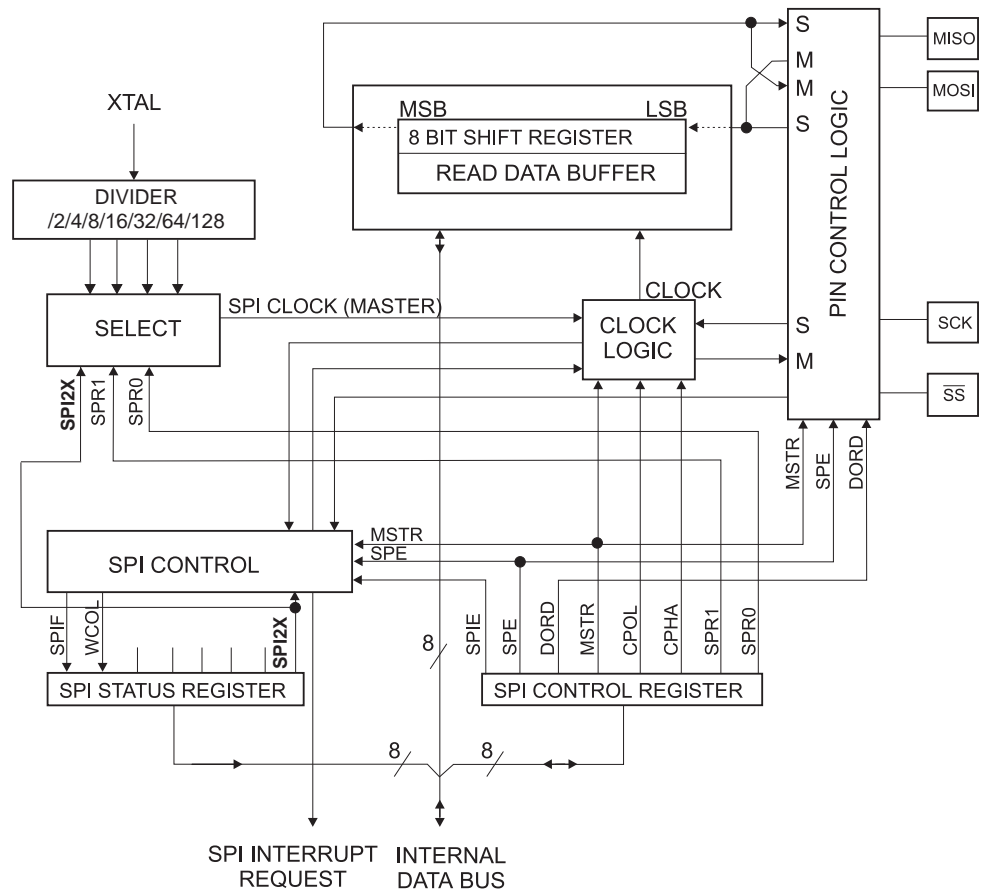 S
MISO
M
M
MOSI
XTAL
MSB
LSB
S
8 BIT SHIFT REGISTER
READ DATA BUFFER
DIVIDER
/2/4/8/16/32/64/128
PIN CONTROL LOGIC
SPI CLOCK (MASTER)
CLOCK
SELECT
CLOCK
LOGIC
S
SCK
M
SPI2X
SPR1
SPR0
SS
MSTR
SPE
DORD
MSTR
SPE
SPI CONTROL
SPIF
WCOL
SPI2X
8
SPIE
SPE
DORD
MSTR
CPOL
CPHA
SPR1
SPR0
SPI STATUS REGISTER
SPI CONTROL REGISTER
8
8
SPI INTERRUPT
REQUEST
INTERNAL
DATA BUS